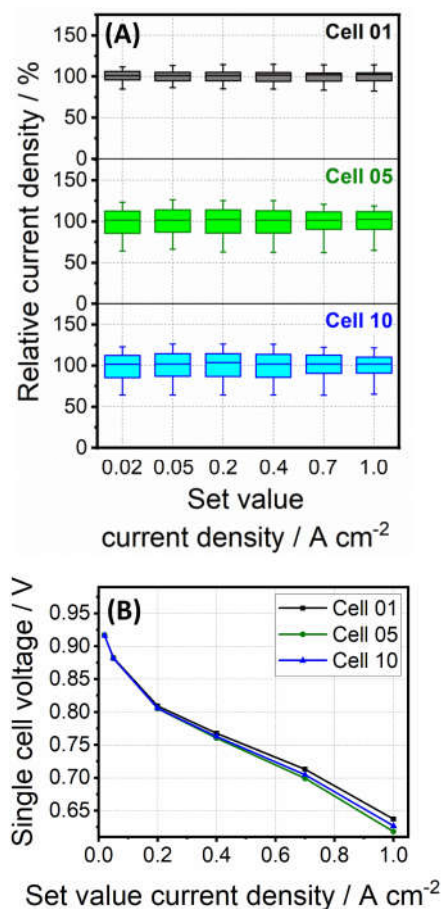 (A)
Cell 01
150
100
50
0
Cell 05
150
100
50
0
Cell 10
150
100
50
0
Relative current density / %
0.02 0.05 0.2 0.4 0.7 1.0
Set value
current density / A cm⁻²
(B)
Cell 01
Cell 05
Cell 10
0.95
0.90
0.85
0.80
0.75
0.70
0.65
Single cell voltage / V
0.0 0.2 0.4 0.6 0.8 1.0
Set value current density / A cm⁻²